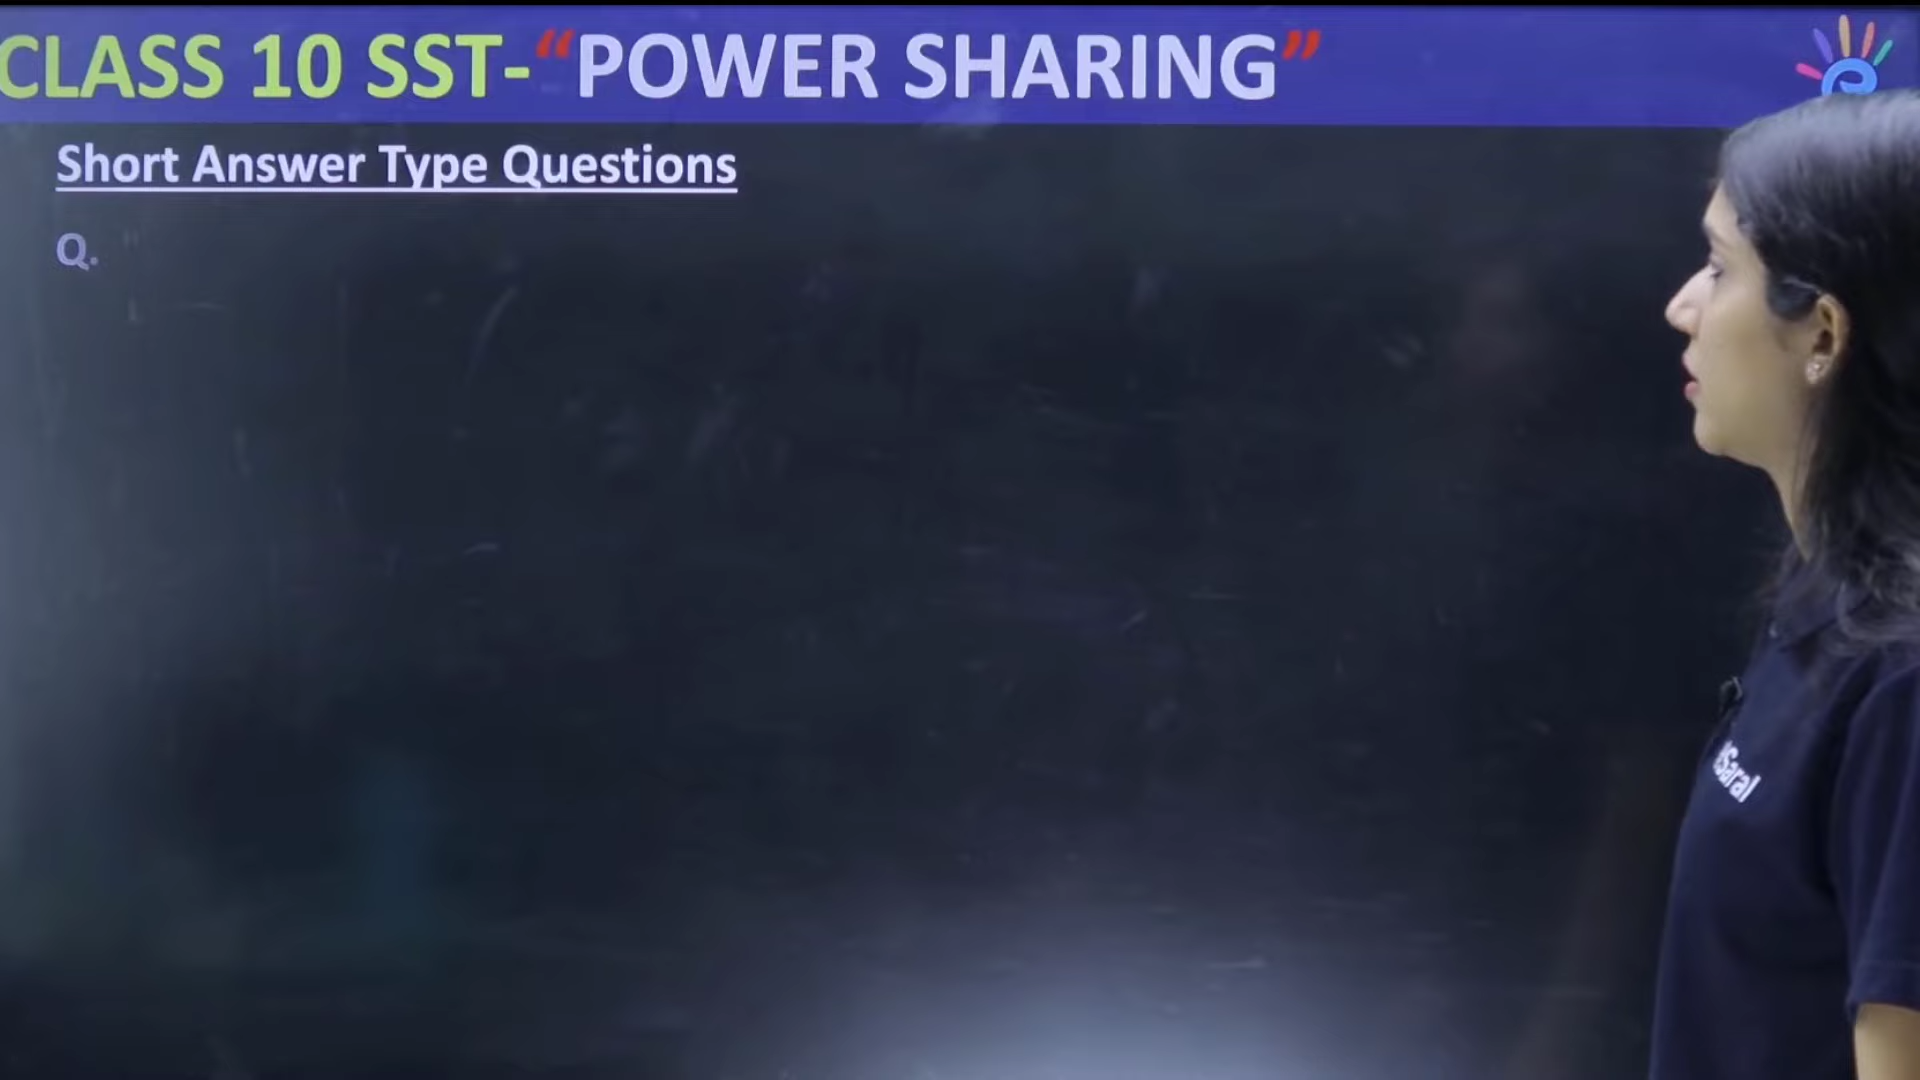 CLASS 10 SST-“POWER SHARING”
Short Answer Type Questions
Q.
eSaral